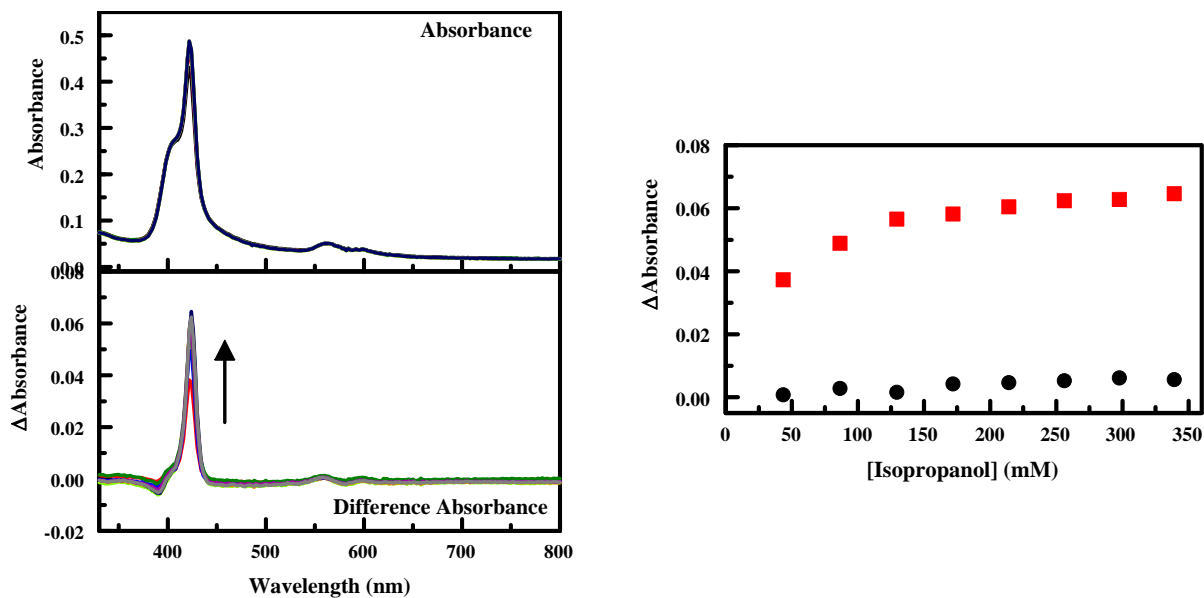 Absorbance
0.5
0.4
0.3
0.2
0.1
0.0
Absorbance
0.08
0.06
0.04
0.02
0.00
-0.02
ΔAbsorbance
Difference Absorbance
400 500 600 700 800
Wavelength (nm)
0.08
0.06
0.04
0.02
0.00
ΔAbsorbance
0 50 100 150 200 250 300 350
[Isopropanol] (mM)